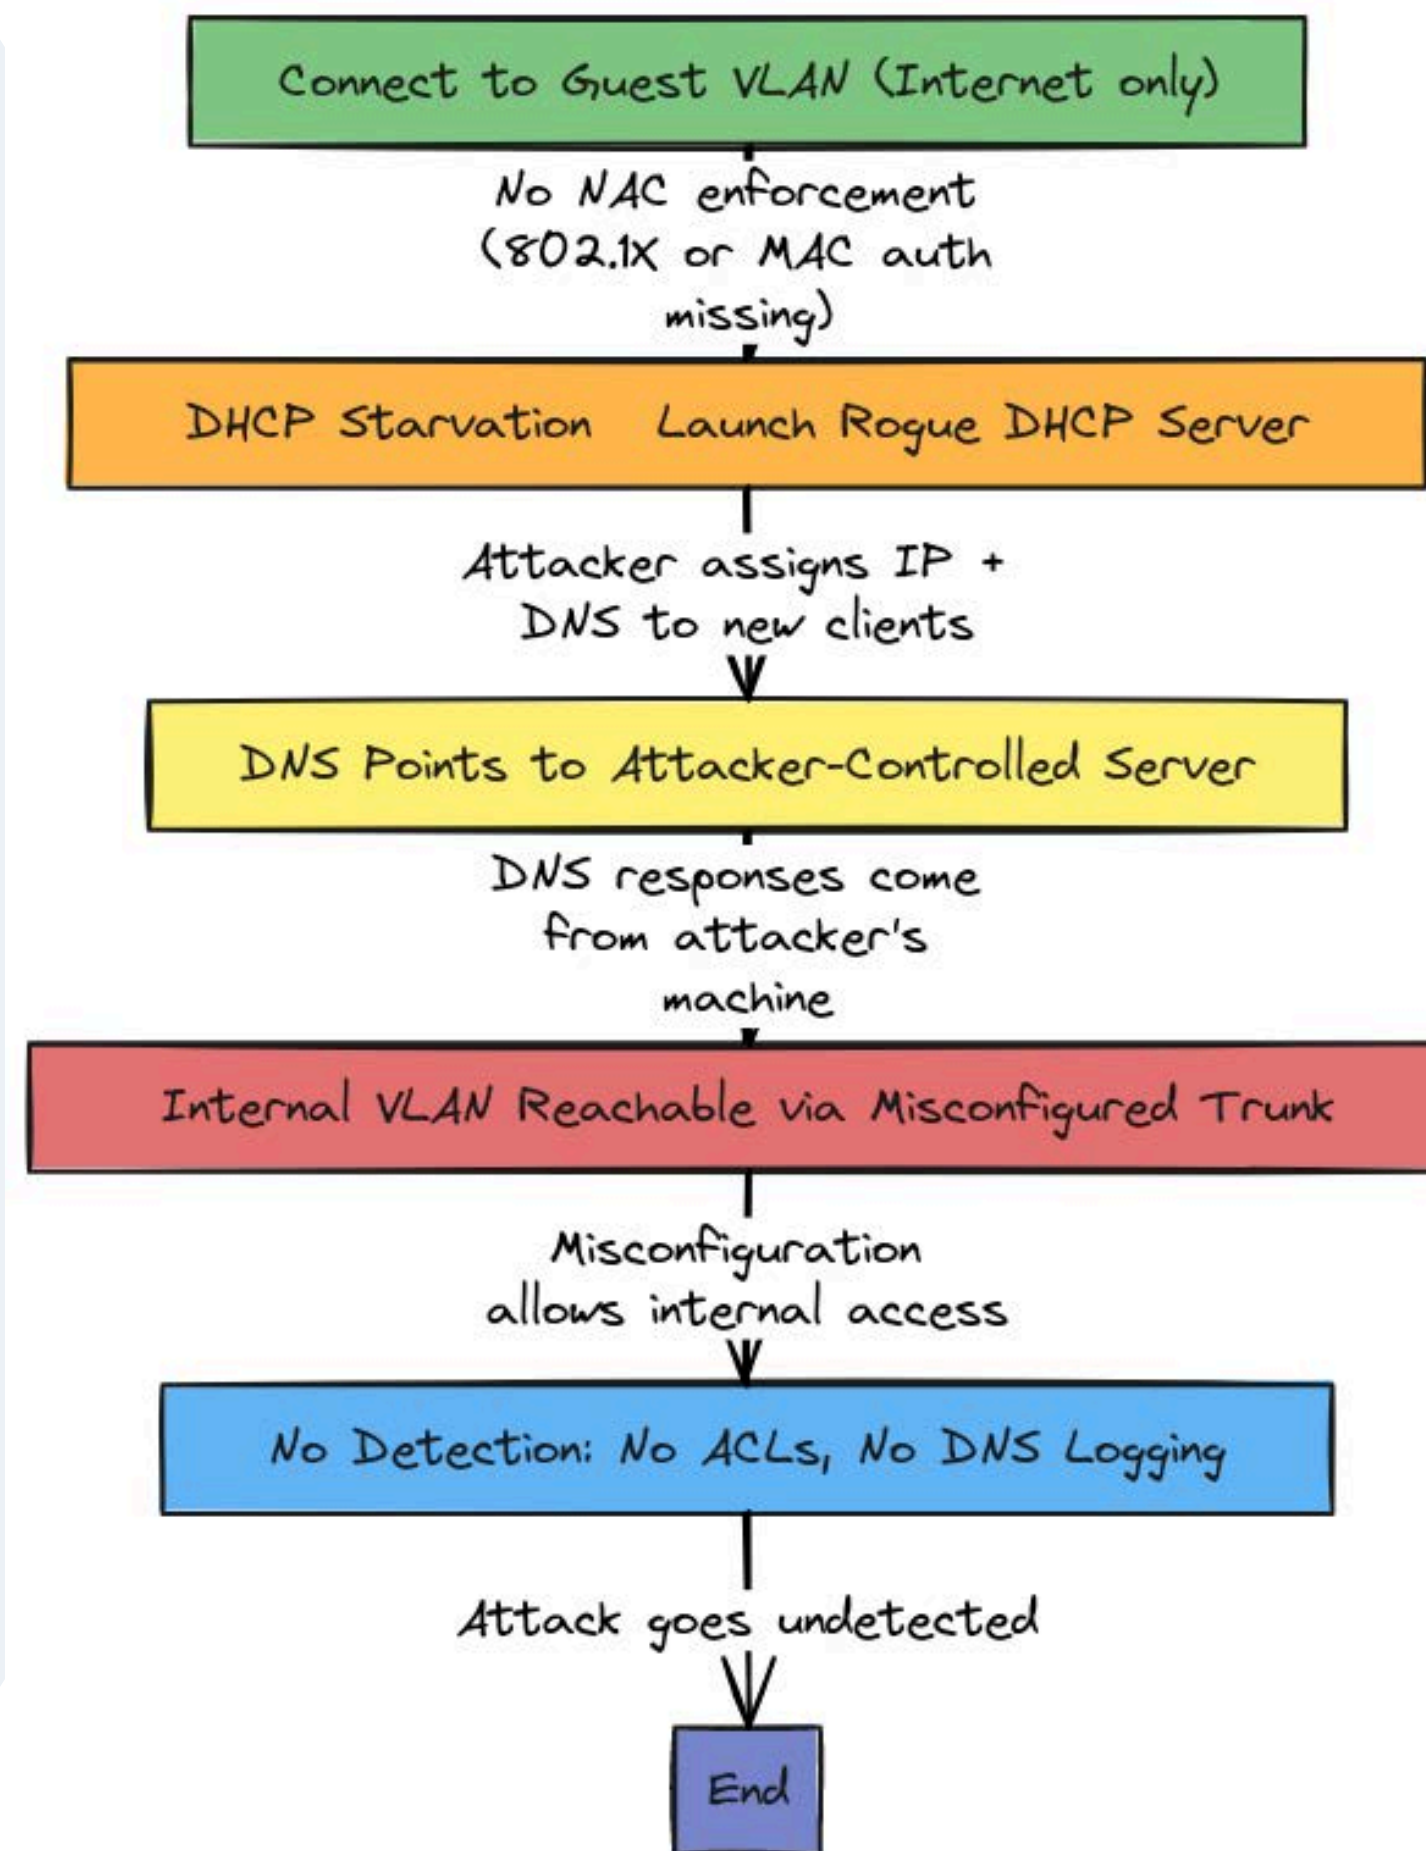 Connect to Guest VLAN (Internet only)
No NAC enforcement
(802.1X or MAC auth
missing)
DHCP Starvation Launch Rogue DHCP Server
Attacker assigns IP +
DNS to new clients
DNS Points to Attacker-Controlled Server
DNS responses come
from attacker's
machine
Internal VLAN Reachable via Misconfigured Trunk
Misconfiguration
allows internal access
No Detection: No ACLs, No DNS Logging
Attack goes undetected
End